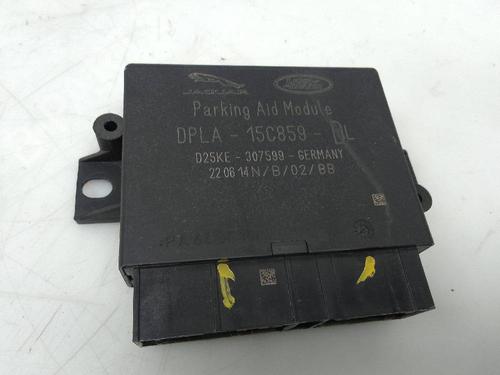 JAGUAR
Parking Aid Module
DPLA - 15C859 - DL
D25KE - 307599 - GERMANY
22 06 14 N/B/02/BB